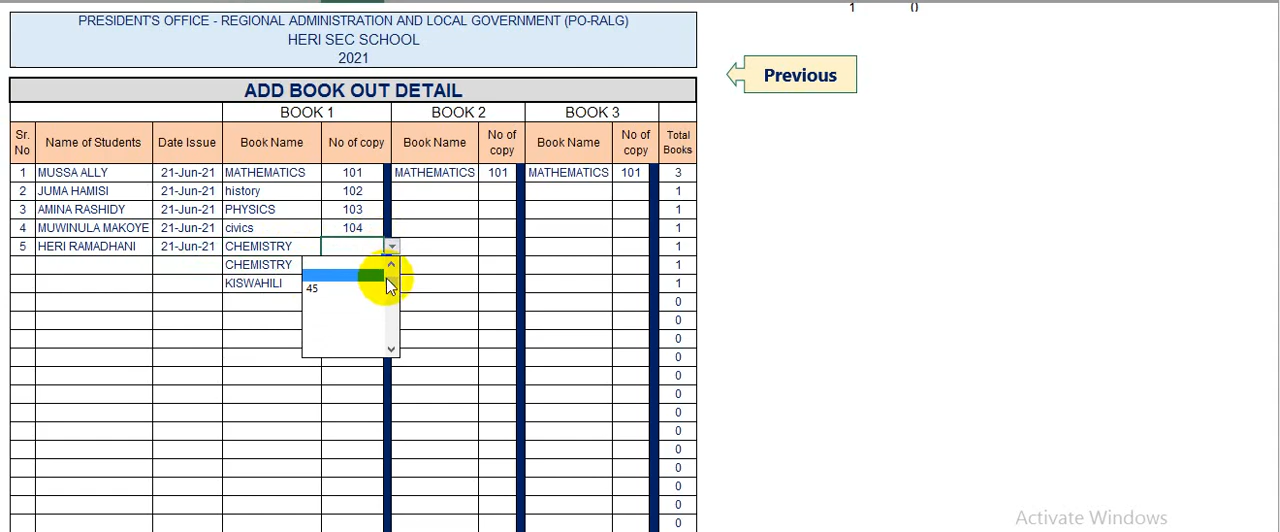 1 0
PRESIDENT'S OFFICE - REGIONAL ADMINISTRATION AND LOCAL GOVERNMENT (PO-RALG)
HERI SEC SCHOOL
2021
Previous
ADD BOOK OUT DETAIL
BOOK 1 BOOK 2 BOOK 3
Sr. No Name of Students Date Issue Book Name No of copy Book Name No of copy Book Name No of copy Total Books
1 MUSSA ALLY 21-Jun-21 MATHEMATICS 101 MATHEMATICS 101 MATHEMATICS 101 3
2 JUMA HAMISI 21-Jun-21 history 102 1
3 AMINA RASHIDY 21-Jun-21 PHYSICS 103 1
4 MUWINULA MAKOYE 21-Jun-21 civics 104 1
5 HERI RAMADHANI 21-Jun-21 CHEMISTRY 1
CHEMISTRY 1
KISWAHILI 1
45
0
0
0
0
0
0
0
0
0
0
0
0
0
Activate Windows